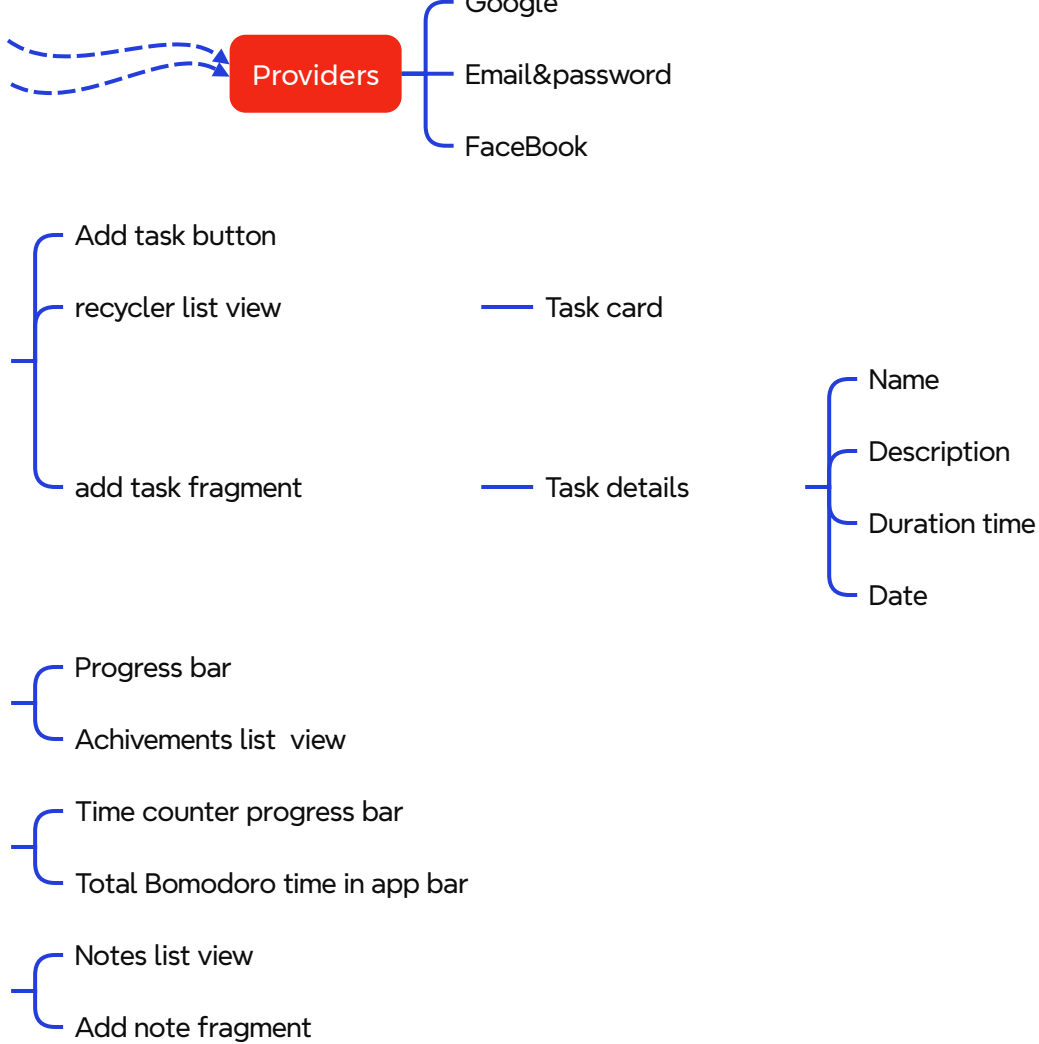 Google
Providers
Email&password
FaceBook
Add task button
recycler list view
Task card
Name
Description
add task fragment
Task details
Duration time
Date
Progress bar
Achivements list  view
Time counter progress bar
Total Bomodoro time in app bar
Notes list view
Add note fragment